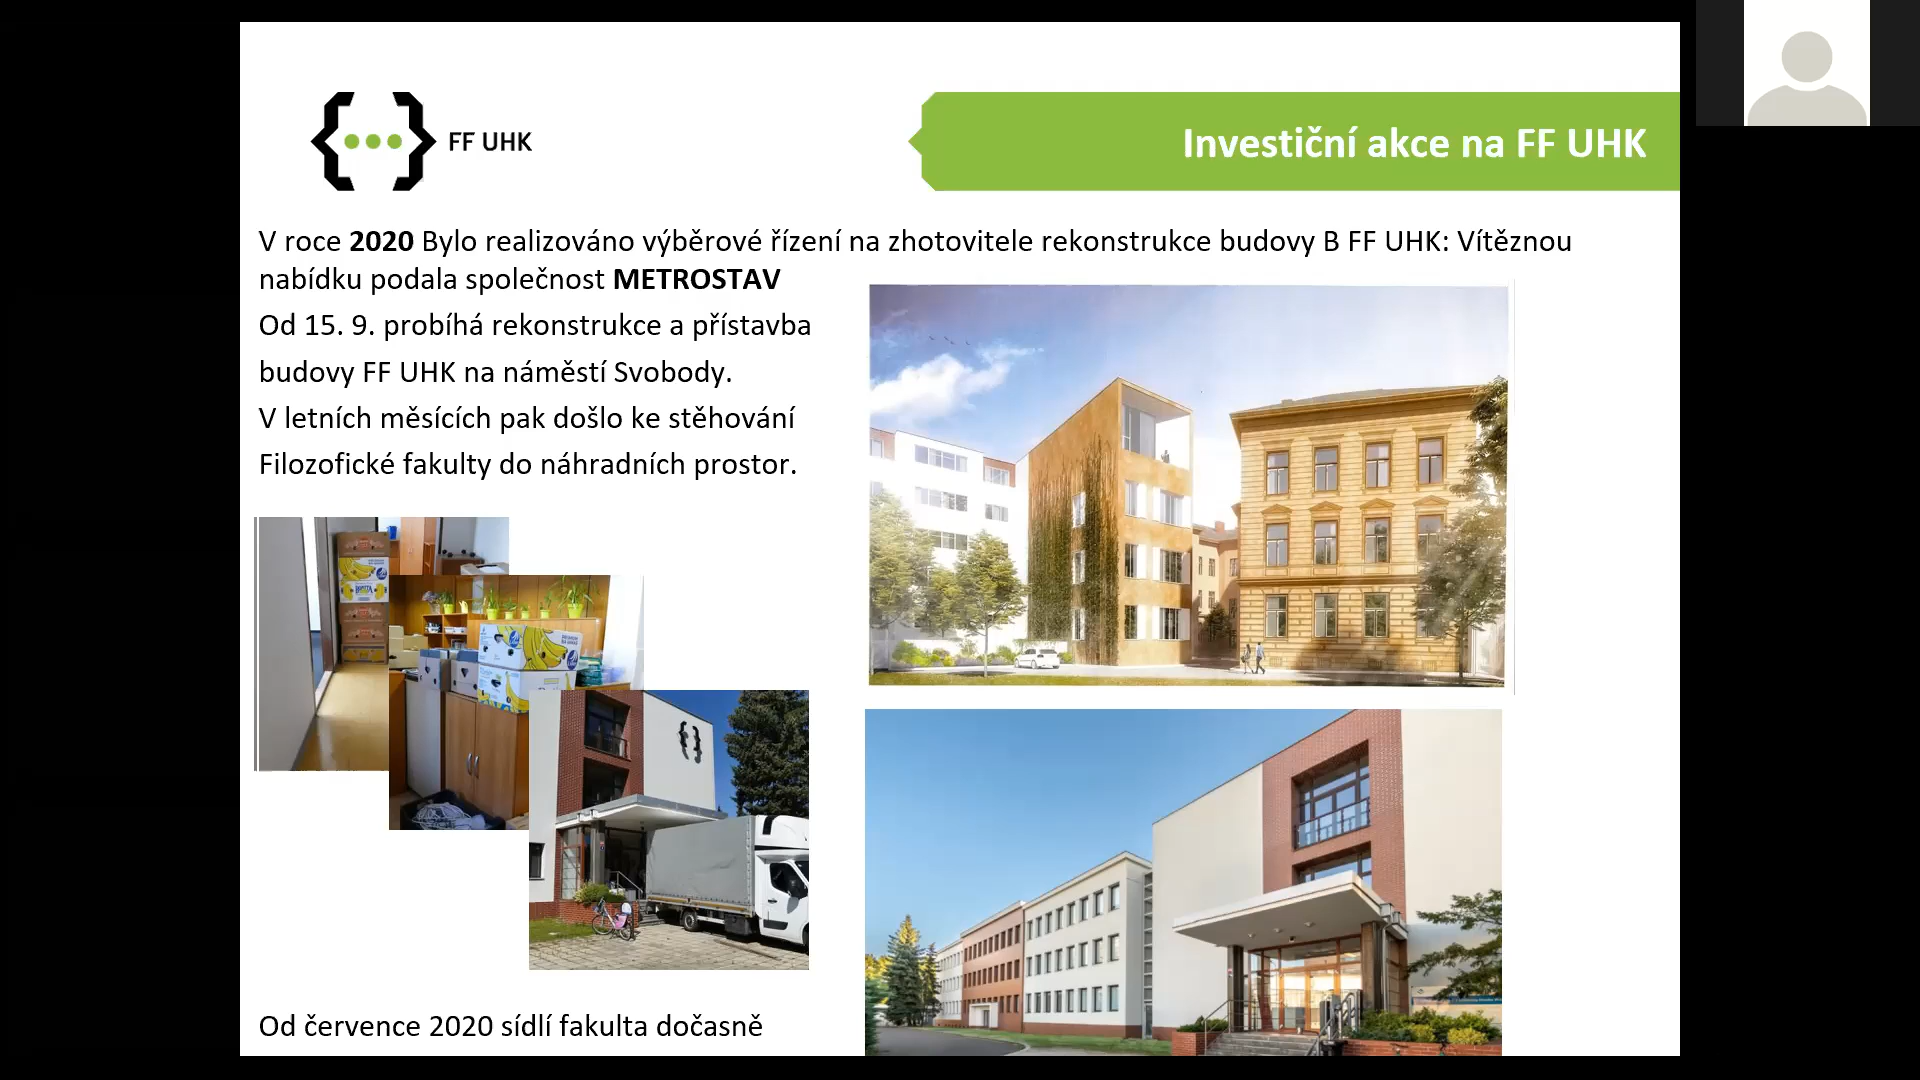 FF UHK
Investiční akce na FF UHK
V roce 2020 Bylo realizováno výběrové řízení na zhotovitele rekonstrukce budovy B FF UHK: Vítěznou
nabídku podala společnost METROSTAV
Od 15. 9. probíhá rekonstrukce a přístavba
budovy FF UHK na náměstí Svobody.
V letních měsících pak došlo ke stěhování
Filozofické fakulty do náhradních prostor.
Od července 2020 sídlí fakulta dočasně